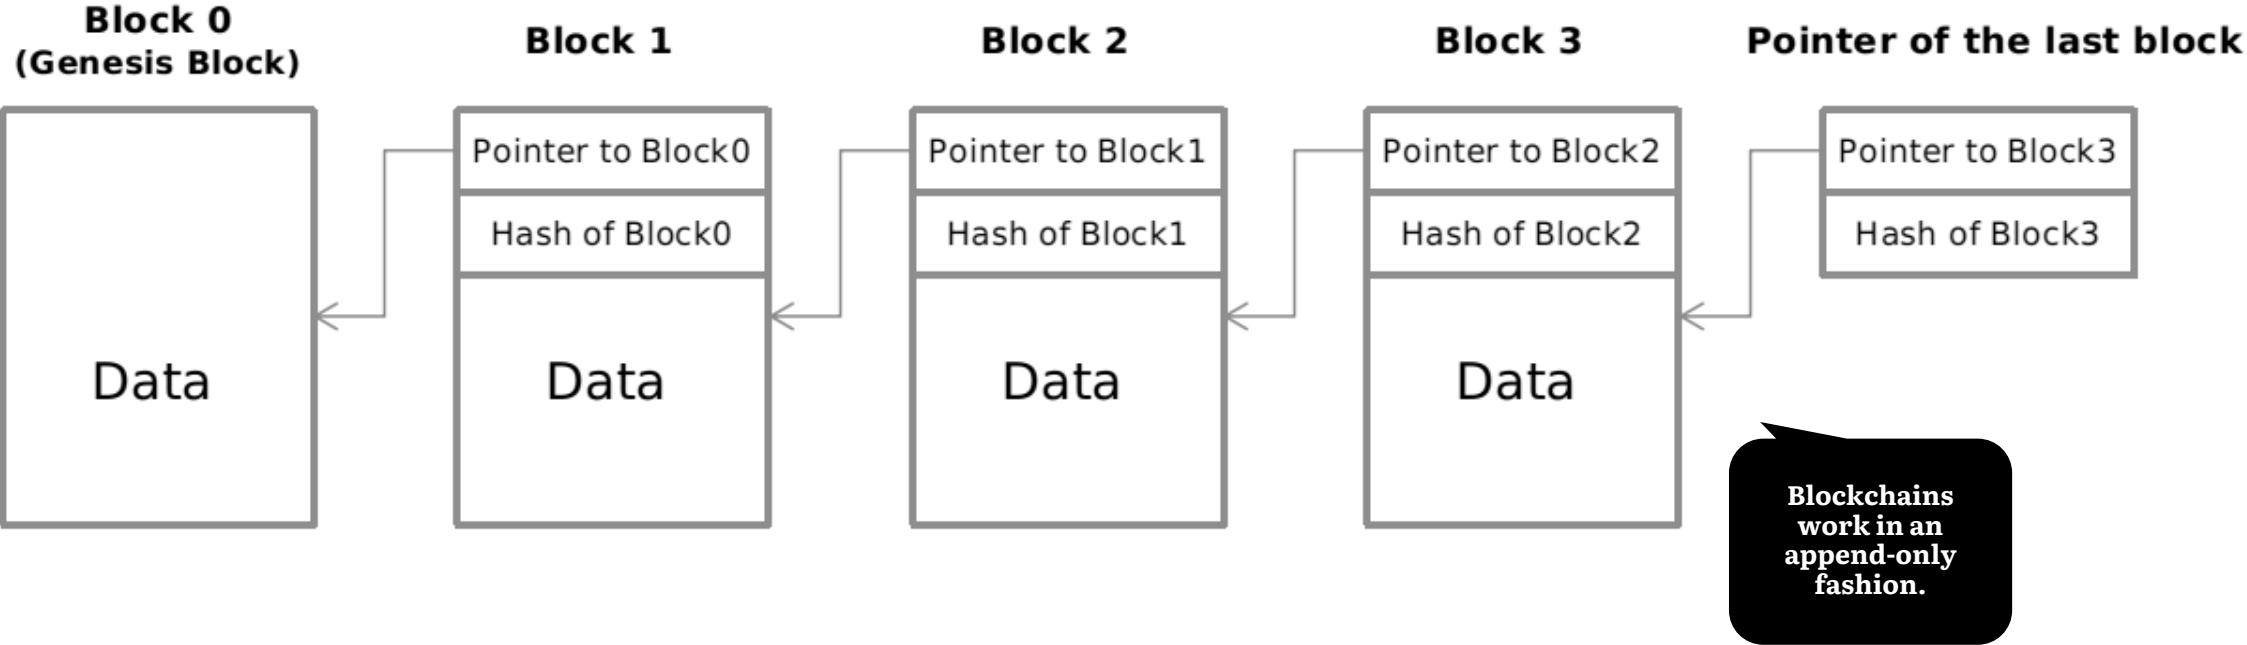 Block 0
(Genesis Block)
Block 1
Block 2
Block 3
Pointer of the last block
Data
Pointer to Block0
Hash of Block0
Data
Pointer to Block1
Hash of Block1
Data
Pointer to Block2
Hash of Block2
Data
Pointer to Block3
Hash of Block3
Blockchains
work in an
append-only
fashion.